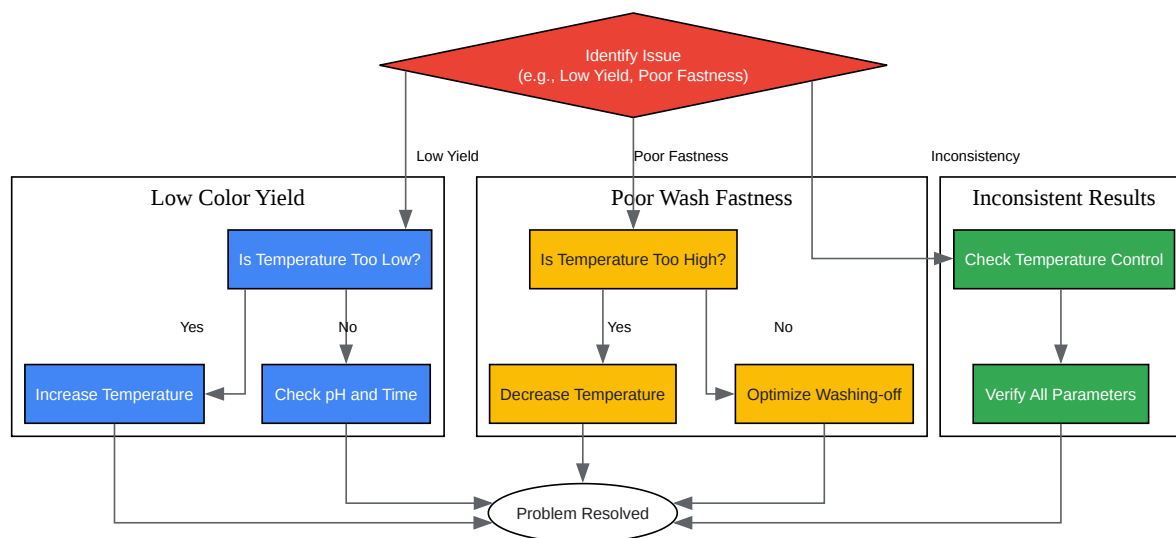 Identify Issue
(e.g., Low Yield, Poor Fastness)
Low Yield
Poor Fastness
Inconsistency
Low Color Yield
Poor Wash Fastness
Inconsistent Results
Is Temperature Too Low?
Is Temperature Too High?
Check Temperature Control
Yes
No
Yes
No
Increase Temperature
Check pH and Time
Decrease Temperature
Optimize Washing-off
Verify All Parameters
Problem Resolved